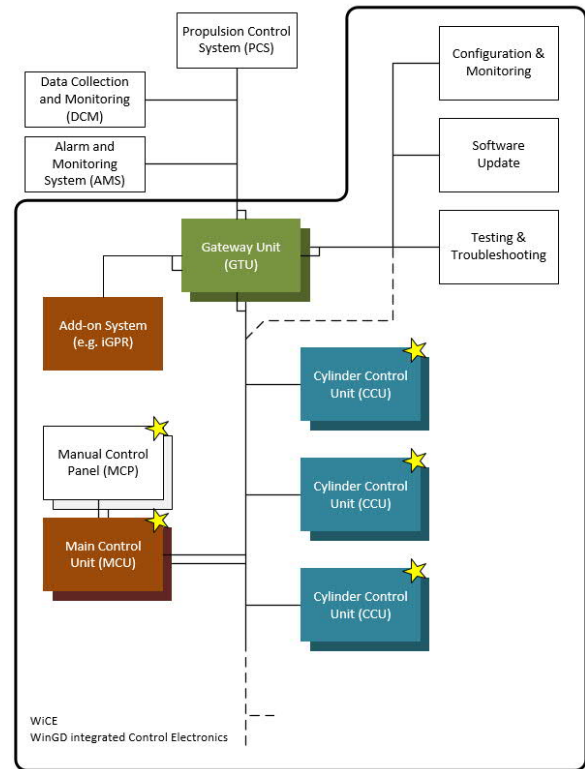 Propulsion Control
System (PCS)
Configuration &
Monitoring
Data Collection
and Monitoring
(DCM)
Software
Update
Alarm and
Monitoring
System (AMS)
Testing &
Troubleshooting
Gateway Unit
(GTU)
Add-on System
(e.g. iGPR)
Cylinder Control
Unit (CCU)
Manual Control
Panel (MCP)
Cylinder Control
Unit (CCU)
Main Control
Unit (MCU)
Cylinder Control
Unit (CCU)
WiCE
WinGD integrated Control Electronics